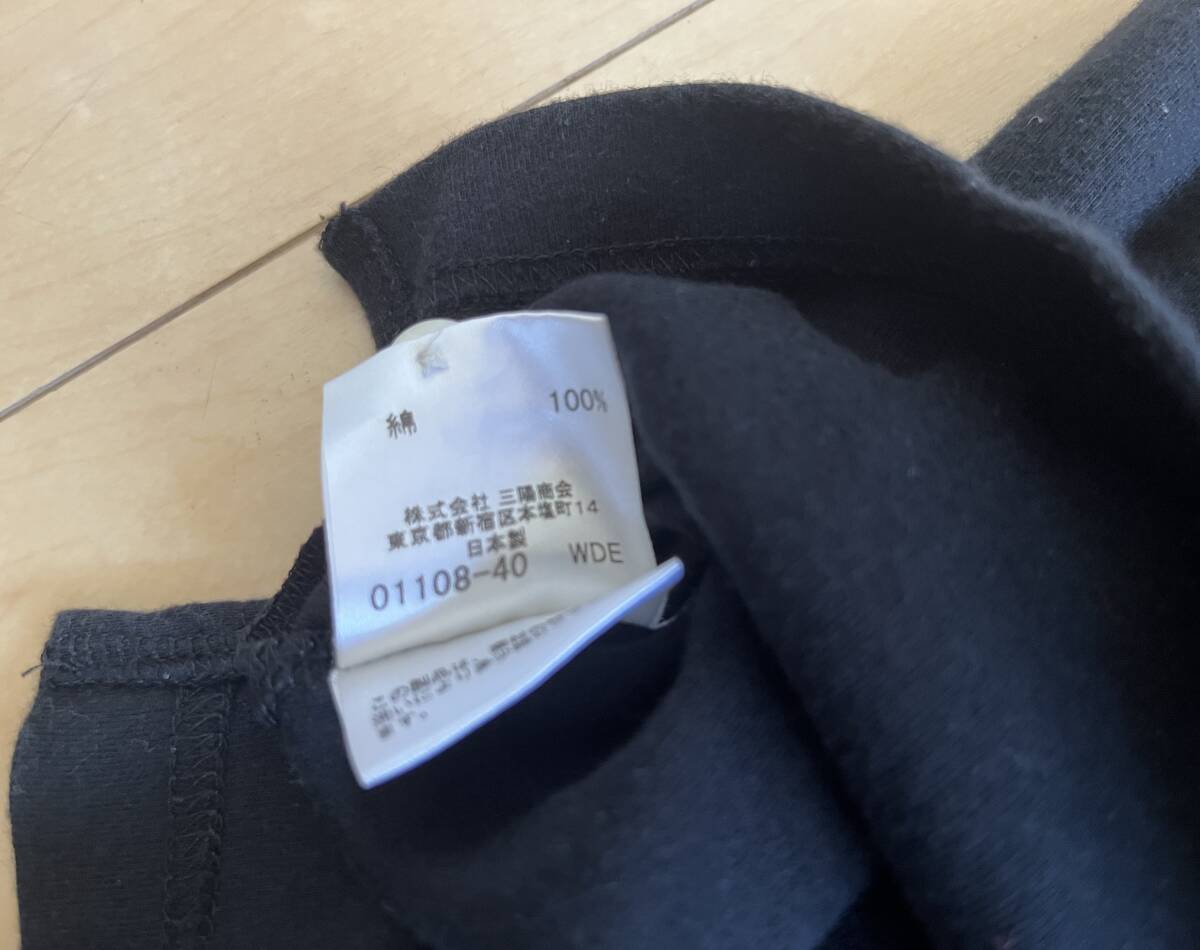 綿 100%
株式会社 三陽商会
東京都新宿区本塩町14
日本製
01108-40 WDE